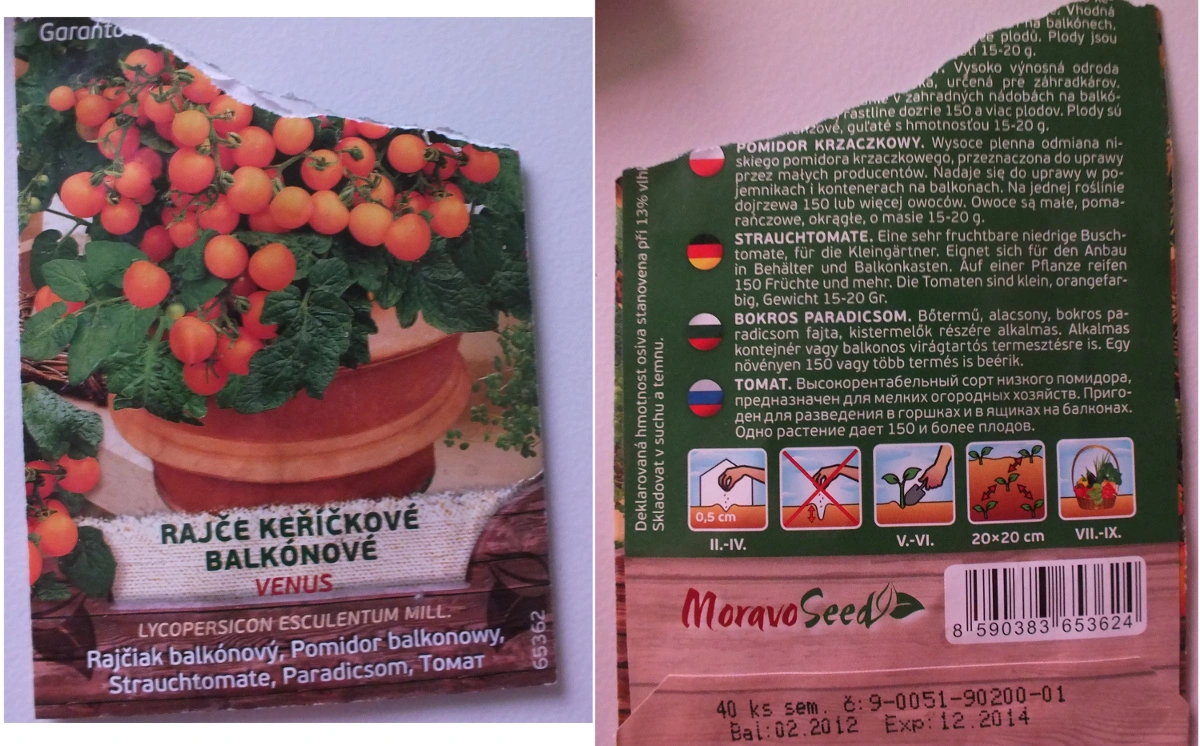 Garanto
RAJČE KEŘÍČKOVÉ
BALKÓNOVÉ
VENUS
LYCOPERSICON ESCULENTUM MILL.
Rajčiak balkónový, Pomidor balkonowy,
Strauchtomate, Paradicsom, Томат
65362
Vhodná
na balkónech,
plodů. Plody jsou
15-20 g.
Vysoko výnosná odroda
určená pre záhradkárov.
v zahradných nádobách na balkó-
rastline dozrie 150 a viac plodov. Plody sú
guľaté s hmotnosťou 15-20 g.
POMIDOR KRZACZKOWY. Wysoce plenna odmiana ni-
skiego pomidora krzaczkowego, przeznaczona do uprawy
przez małych producentów. Nadaje się do uprawy w po-
jemnikach i kontenerach na balkonach. Na jednej roślinie
dojrzewa 150 lub więcej owoców. Owoce są małe, poma-
rańczowe, okrągłe, o masie 15-20 g.
STRAUCHTOMATE. Eine sehr fruchtbare niedrige Busch-
tomate, für die Kleingärtner. Eignet sich für den Anbau
in Behälter und Balkonkasten. Auf einer Pflanze reifen
150 Früchte und mehr. Die Tomaten sind klein, orangefar-
big, Gewicht 15-20 Gr.
BOKROS PARADICSOM. Bőtermű, alacsony, bokros pa-
radicsom fajta, kistermelők részére alkalmas. Alkalmas
kontejnér vagy balkonos virágtartós termesztésre is. Egy
növényen 150 vagy több termés is beérik.
ТОМАТ. Высокорентабельный сорт низкого помидора,
предназначен для мелких огородных хозяйств. Приго-
ден для разведения в горшках и в ящиках на балконах.
Одно растение дает 150 и более плодов.
Deklarovaná hmotnost osiva stanovena při 13% vlh
Skladovat v suchu a temnu.
0,5 cm
II.-IV.
V.-VI.
20×20 cm
VII.-IX.
MoravoSeed
8 590383 653624
40 ks sem. č:9-0051-90200-01
Bal:02.2012 Exp:12.2014